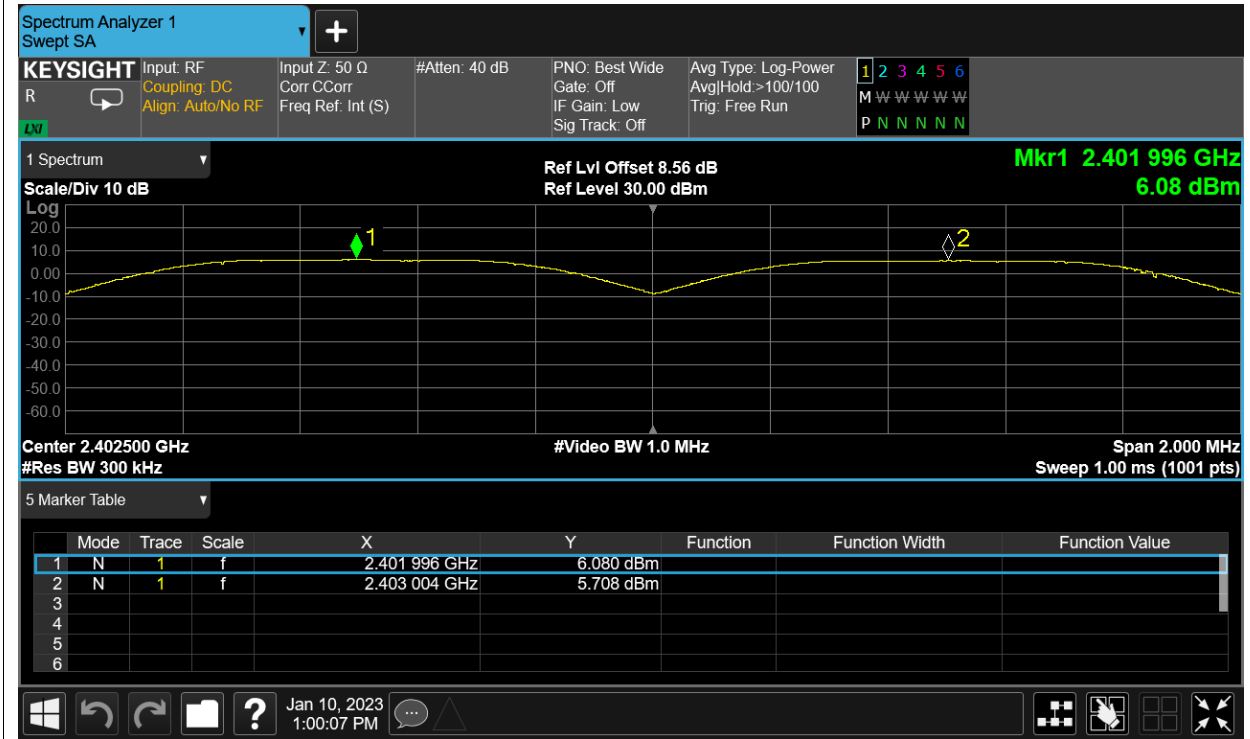 Spectrum Analyzer 1
Swept SA
+
KEYSIGHT
R
LXI
Input: RF
Coupling: DC
Align: Auto/No RF
Input Z: 50 Ω
Corr CCorr
Freq Ref: Int (S)
#Atten: 40 dB
PNO: Best Wide
Gate: Off
IF Gain: Low
Sig Track: Off
Avg Type: Log-Power
Avg|Hold:>100/100
Trig: Free Run
1 2 3 4 5 6
M W W W W W
P N N N N N
1 Spectrum
Scale/Div 10 dB
Ref Lvl Offset 8.56 dB
Ref Level 30.00 dBm
Mkr1 2.401 996 GHz
6.08 dBm
Log
20.0
10.0
0.00
-10.0
-20.0
-30.0
-40.0
-50.0
-60.0
1
2
Center 2.402500 GHz
#Res BW 300 kHz
#Video BW 1.0 MHz
Span 2.000 MHz
Sweep 1.00 ms (1001 pts)
5 Marker Table
Mode Trace Scale X Y Function Function Width Function Value
1 N 1 f 2.401 996 GHz 6.080 dBm
2 N 1 f 2.403 004 GHz 5.708 dBm
3
4
5
6
?
Jan 10, 2023
1:00:07 PM